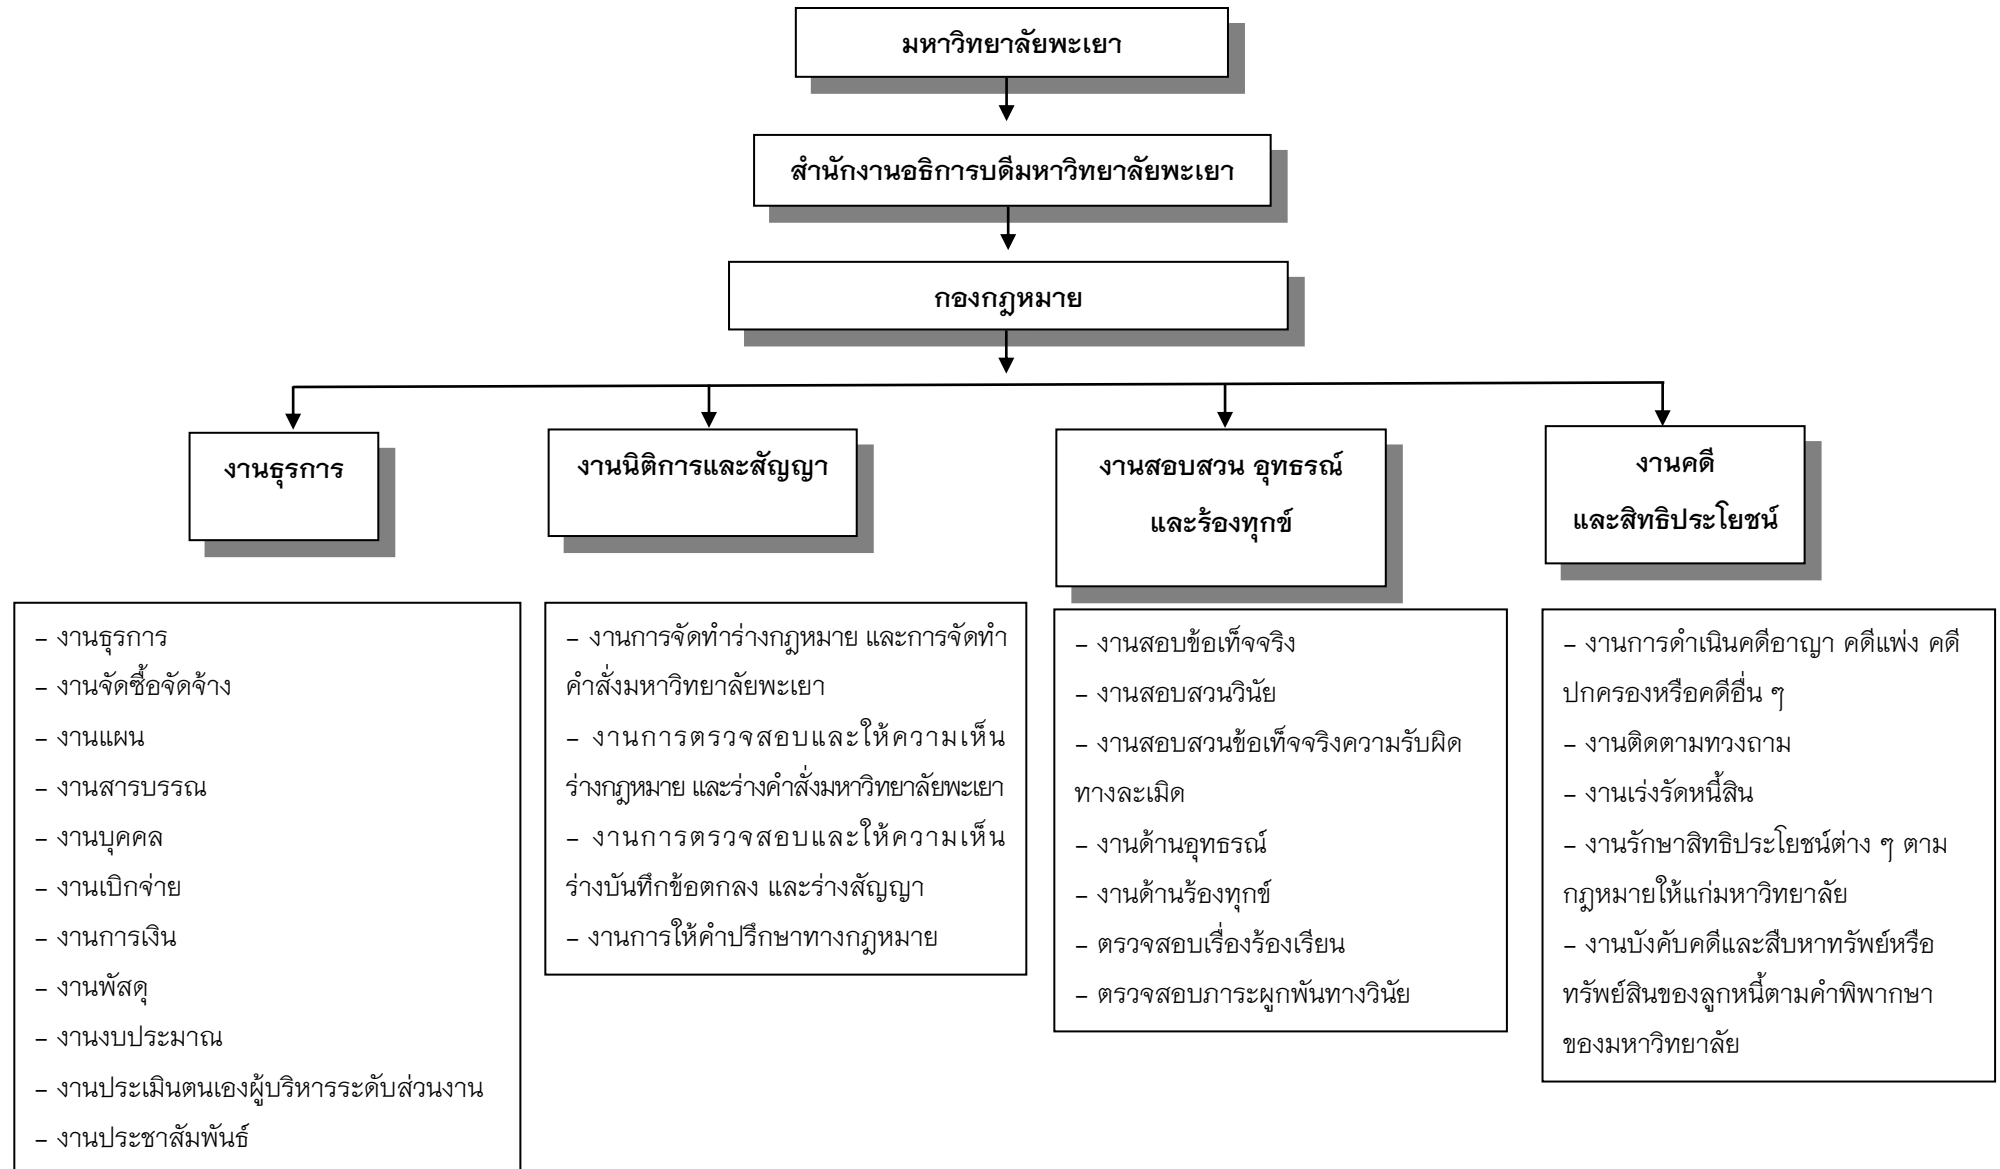 มหาวิทยาลัยพะเยา
สำนักงานอธิการบดีมหาวิทยาลัยพะเยา
กองกฎหมาย
งานธุรการ
งานนิติการและสัญญา
งานสอบสวน อุทธรณ์
และร้องทุกข์
งานคดี
และสิทธิประโยชน์
– งานธุรการ
– งานจัดซื้อจัดจ้าง
– งานแผน
– งานสารบรรณ
– งานบุคคล
– งานเบิกจ่าย
– งานการเงิน
– งานพัสดุ
– งานงบประมาณ
– งานประเมินตนเองผู้บริหารระดับส่วนงาน
– งานประชาสัมพันธ์
– งานการจัดทำร่างกฎหมาย และการจัดทำ
คำสั่งมหาวิทยาลัยพะเยา
– งานการตรวจสอบและให้ความเห็น
ร่างกฎหมาย และร่างคำสั่งมหาวิทยาลัยพะเยา
– งานการตรวจสอบและให้ความเห็น
ร่างบันทึกข้อตกลง และร่างสัญญา
– งานการให้คำปรึกษาทางกฎหมาย
– งานสอบข้อเท็จจริง
– งานสอบสวนวินัย
– งานสอบสวนข้อเท็จจริงความรับผิด
ทางละเมิด
– งานด้านอุทธรณ์
– งานด้านร้องทุกข์
– ตรวจสอบเรื่องร้องเรียน
– ตรวจสอบภาระผูกพันทางวินัย
– งานการดำเนินคดีอาญา คดีแพ่ง คดี
ปกครองหรือคดีอื่น ๆ
– งานติดตามทวงถาม
– งานเร่งรัดหนี้สิน
– งานรักษาสิทธิประโยชน์ต่าง ๆ ตาม
กฎหมายให้แก่มหาวิทยาลัย
– งานบังคับคดีและสืบหาทรัพย์หรือ
ทรัพย์สินของลูกหนี้ตามคำพิพากษา
ของมหาวิทยาลัย